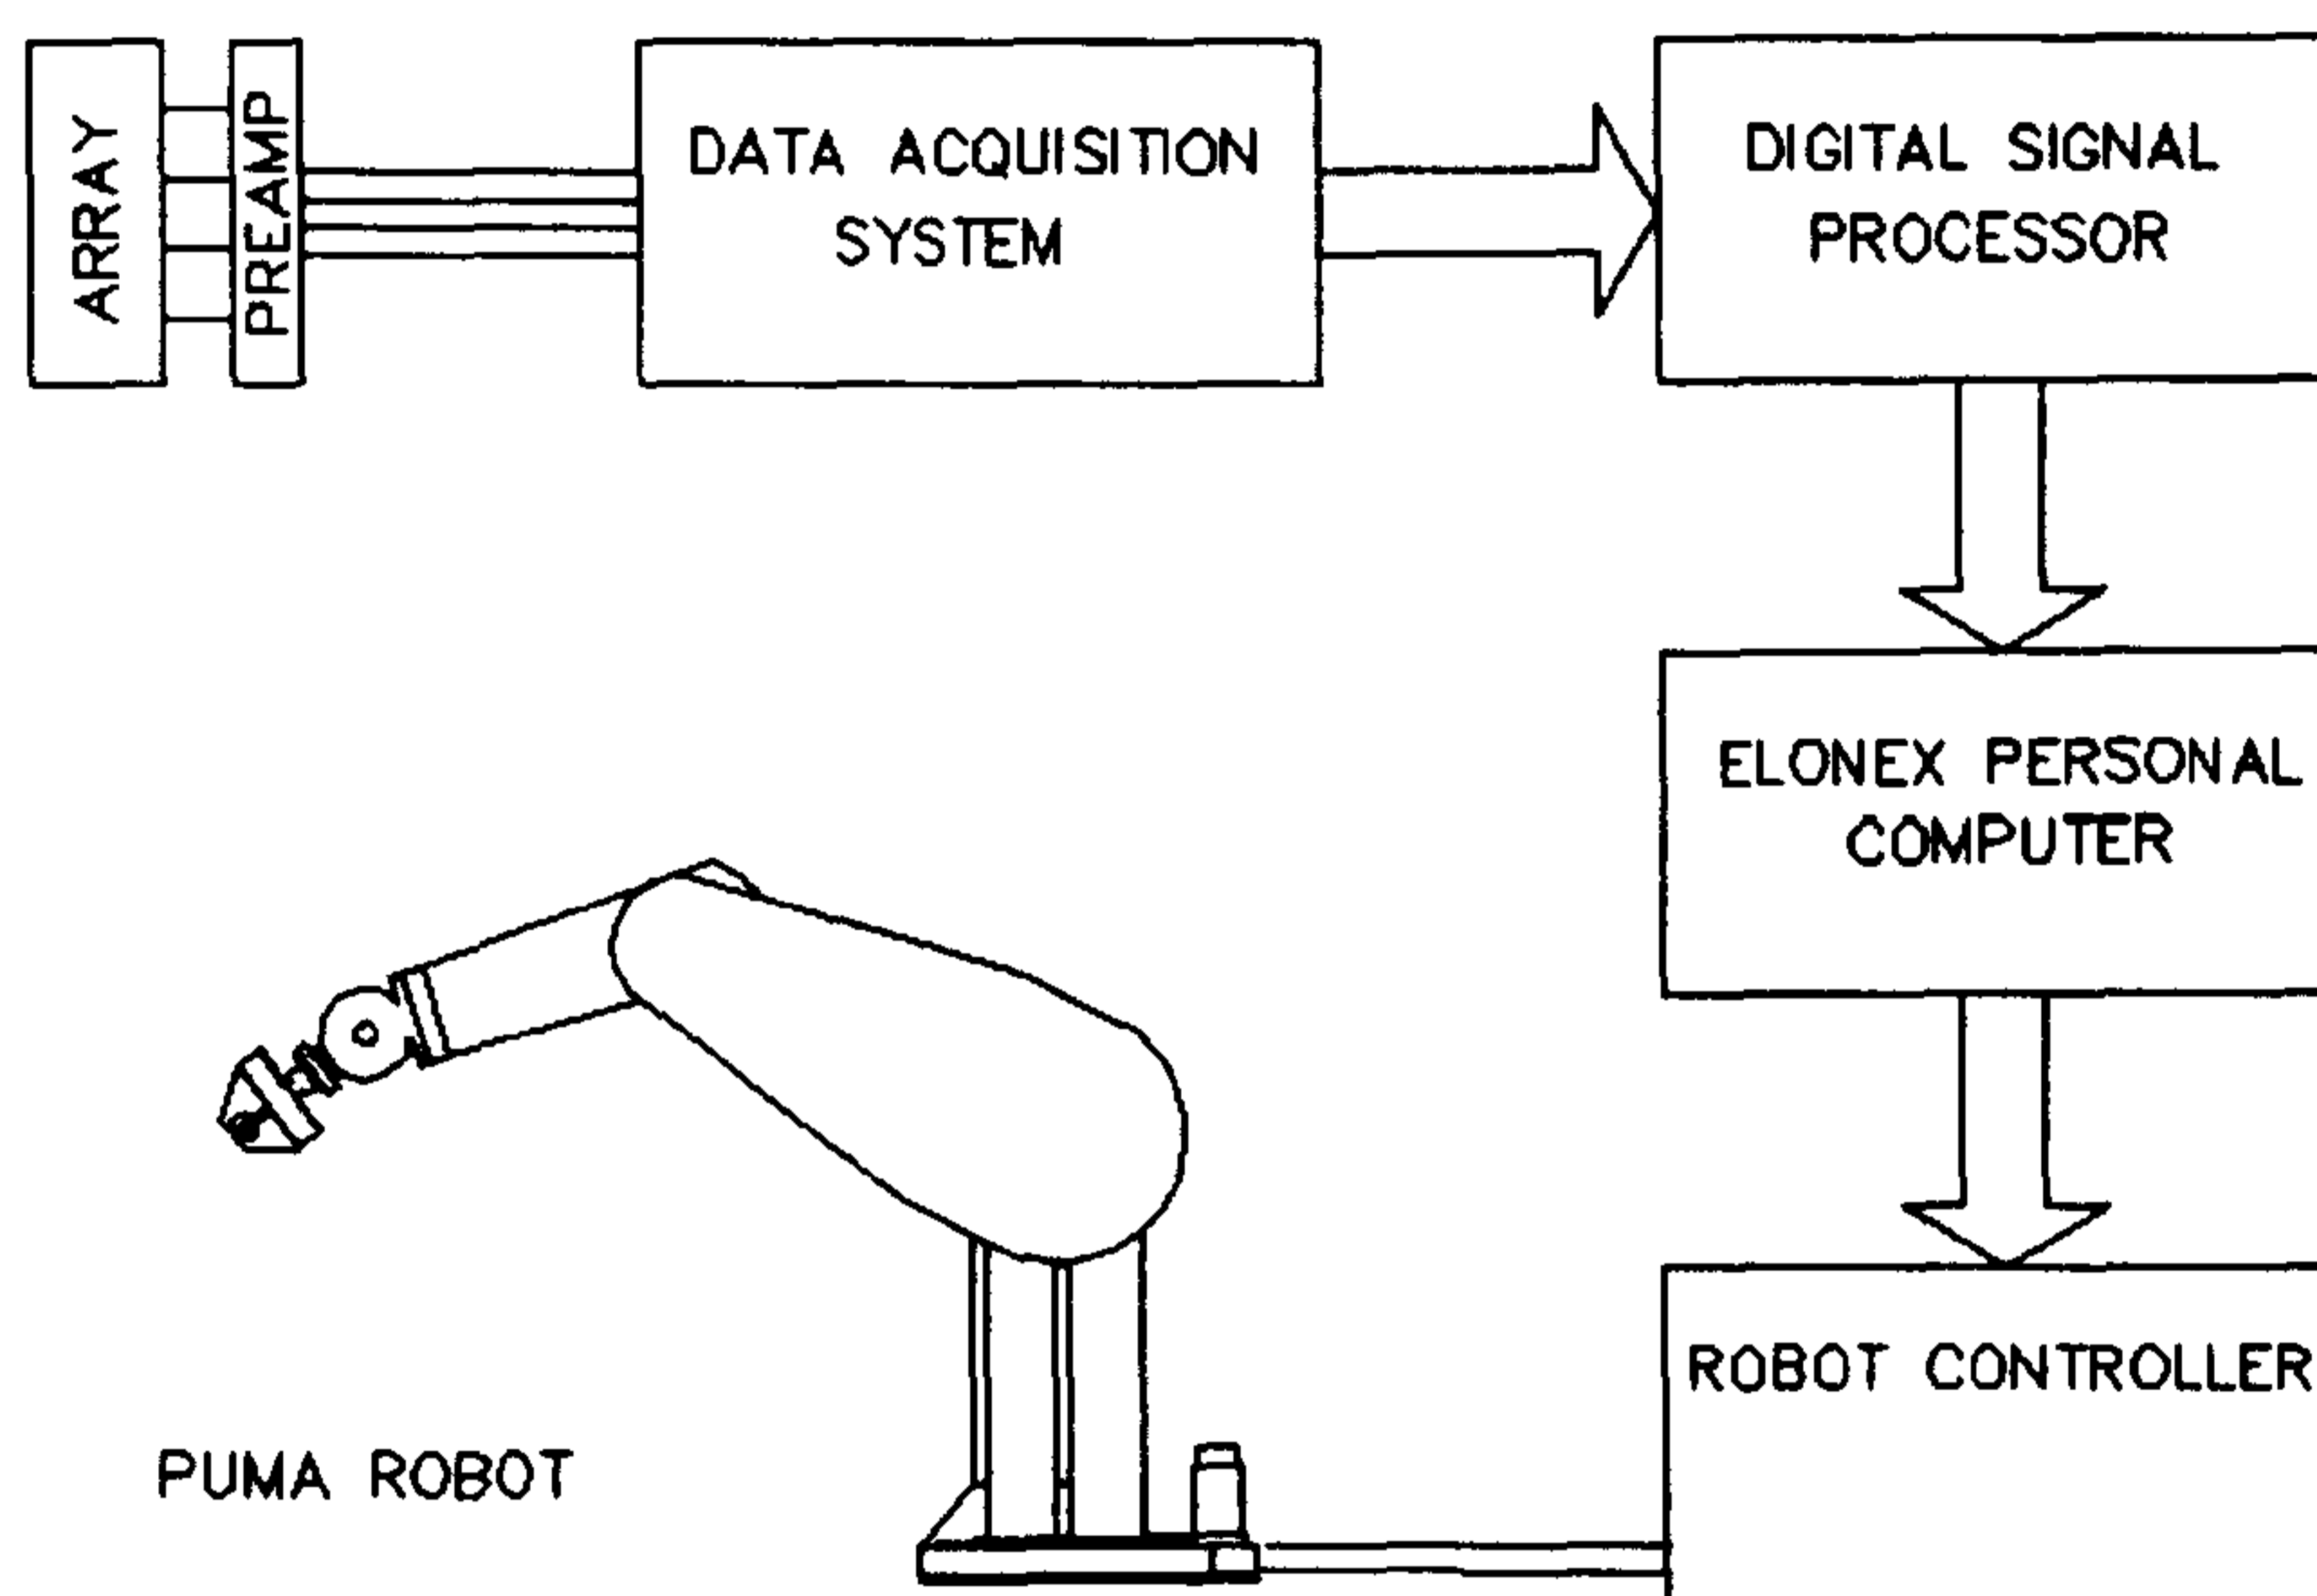 ARRAY
PREAMP
DATA ACQUISITION
SYSTEM
DIGITAL SIGNAL
PROCESSOR
ELONEX PERSONAL
COMPUTER
ROBOT CONTROLLER
PUMA ROBOT